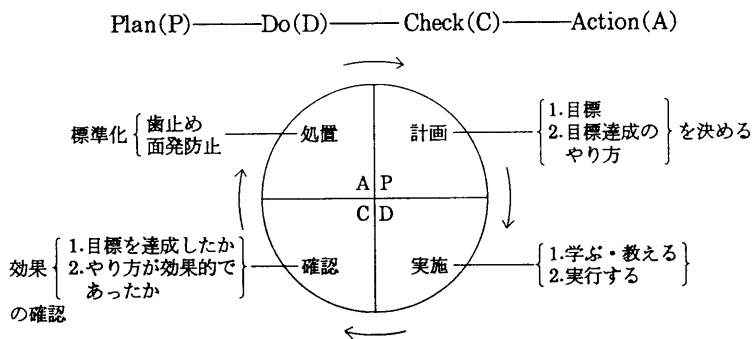 Plan(P)——Do(D)——Check(C)——Action(A)
標準化
歯止め
面発防止
処置
計画
1.目標
2.目標達成の
やり方
を決める
A P
C D
効果
の確認
1.目標を達成したか
2.やり方が効果的で
あったか
確認
実施
1.学ぶ・教える
2.実行する